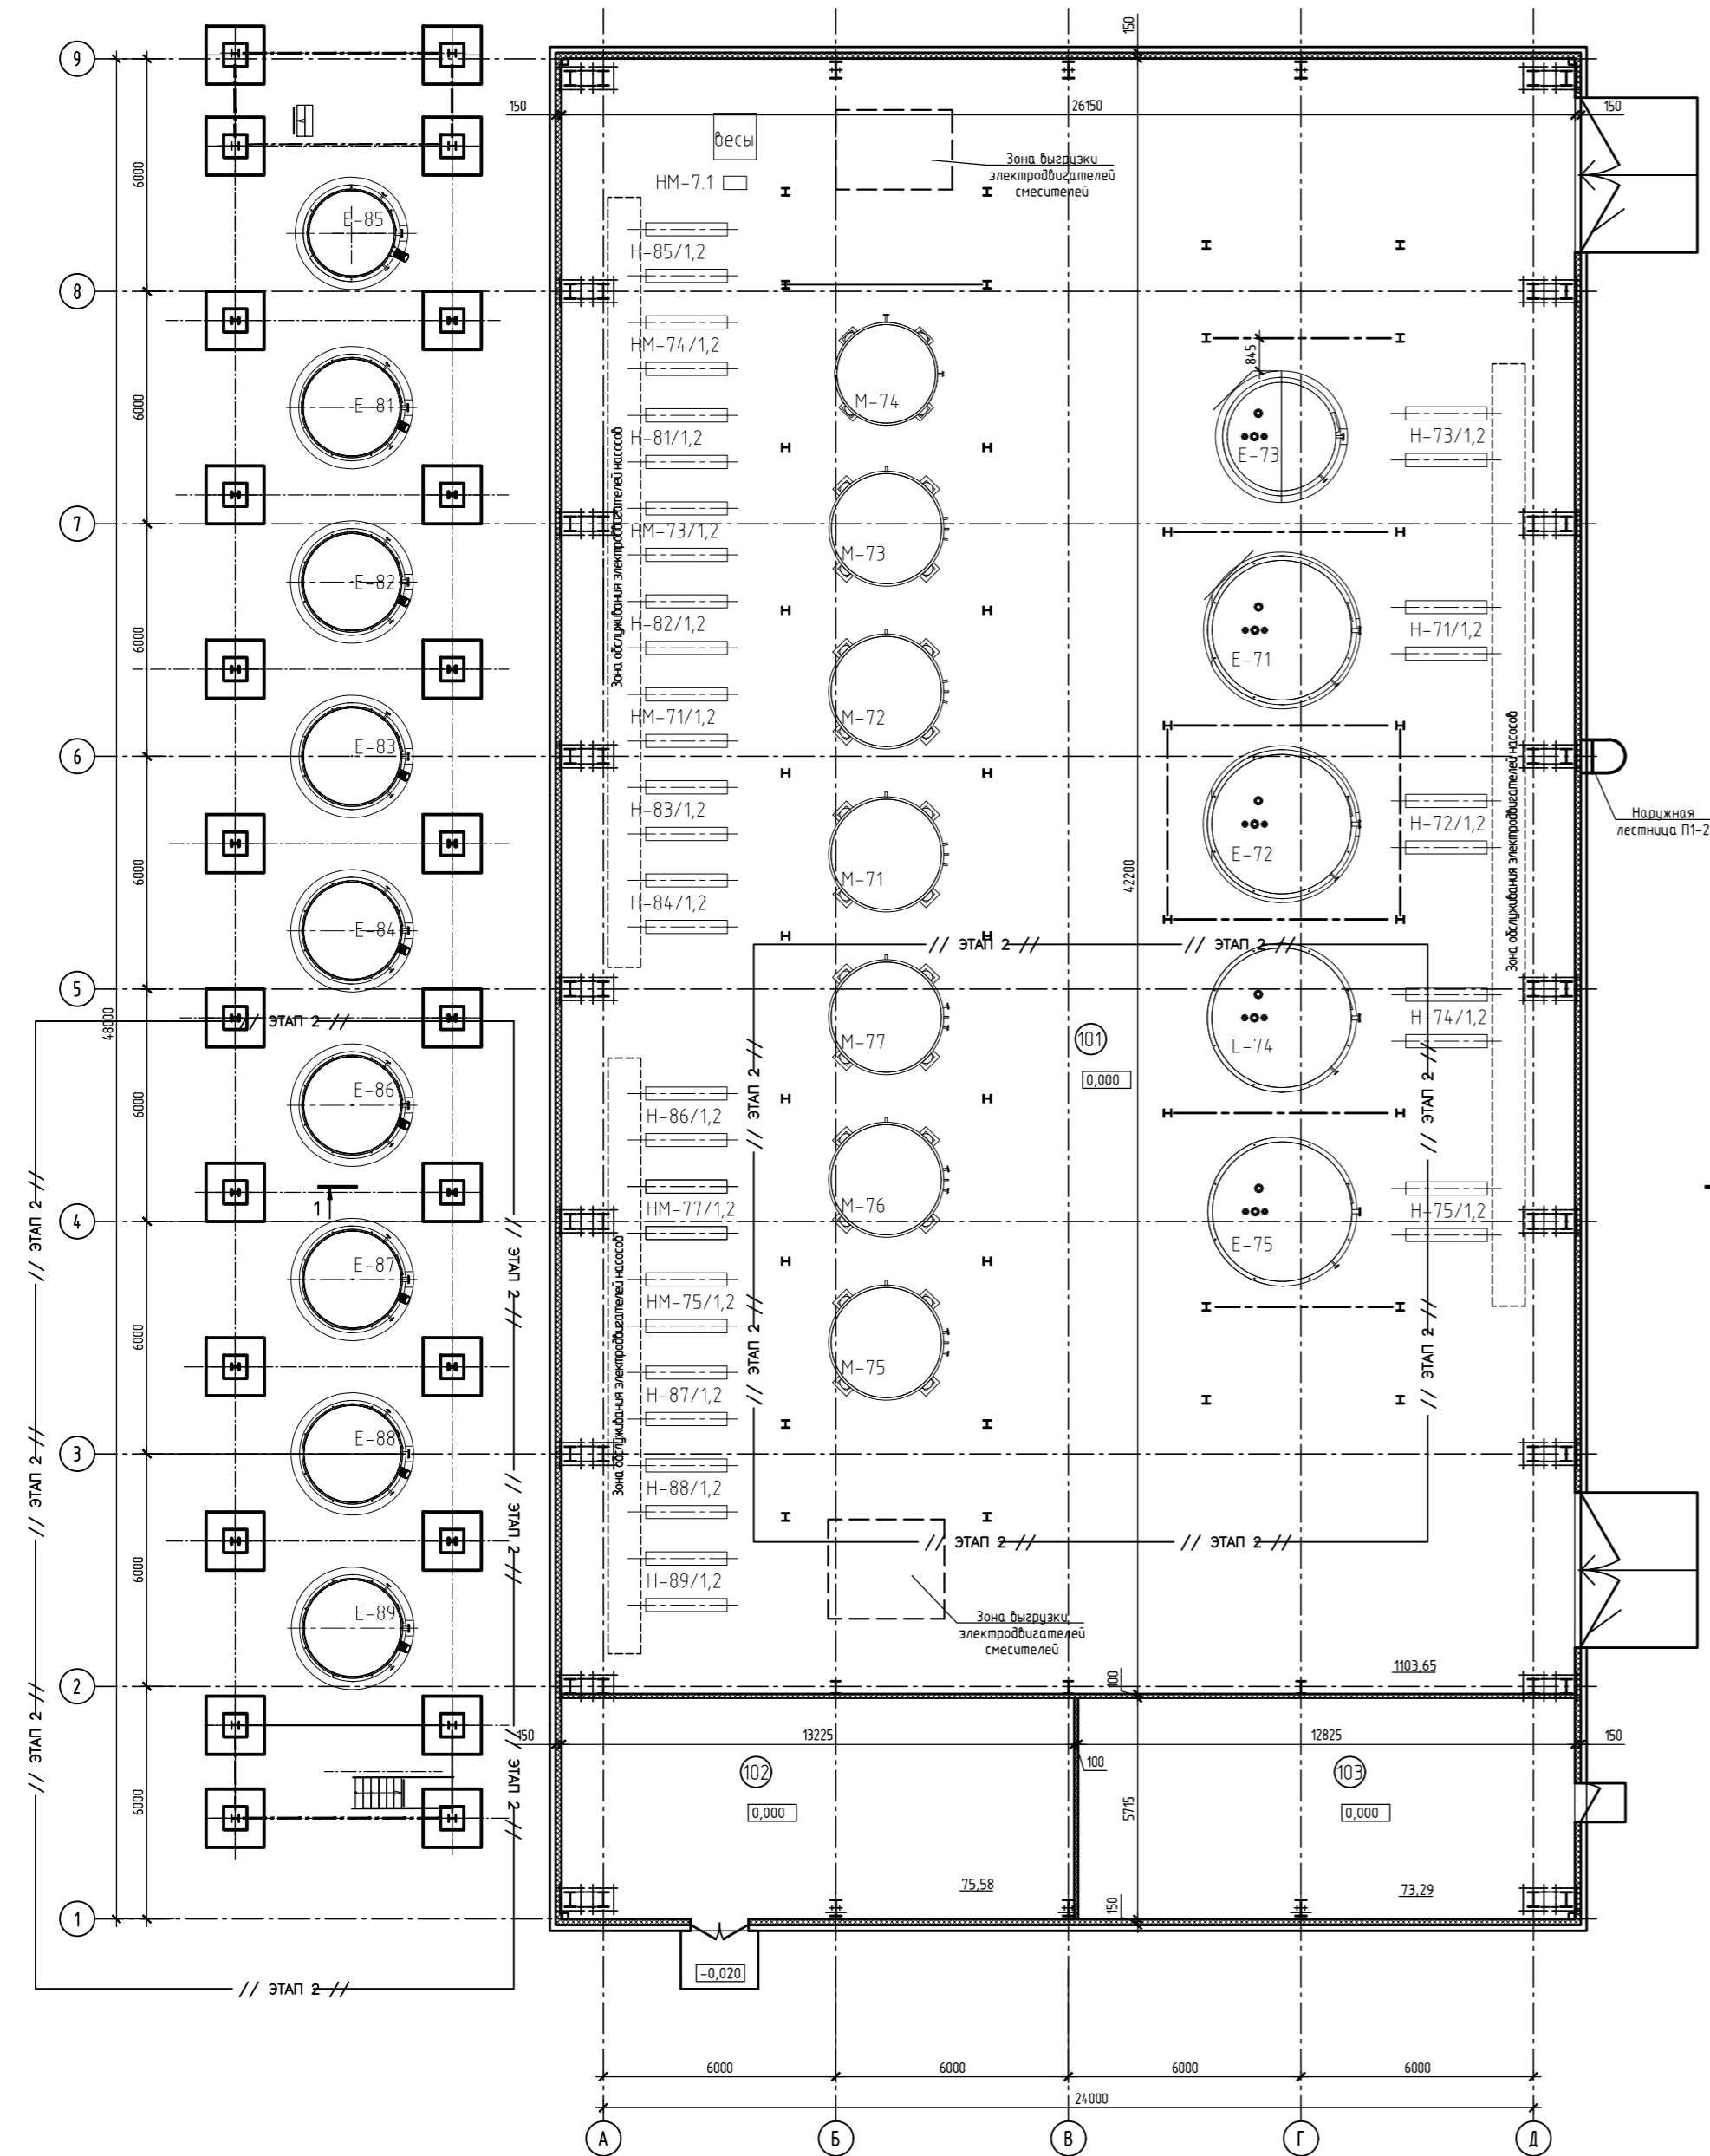 150
9
150
26150
150
весы
Зона выгрузки
электродвигателей
смесителей
НМ-7.1
6000
Е-85
Н-85/1,2
8
НМ-74/1,2
845
М-74
Е-81
6000
Н-81/1,2
Н-73/1,2
Е-73
Зона обслуживания электродвигателей насосов
7
НМ-73/1,2
М-73
Е-82
6000
Н-82/1,2
Н-71/1,2
Е-71
НМ-71/1,2
М-72
Е-83
6
Зона обслуживания электродвигателей насосов
Н-83/1,2
Н-72/1,2
Наружная
лестница П1-2
Е-72
6000
42200
М-71
Н-84/1,2
Е-84
// ЭТАП 2 //
// ЭТАП 2 //
5
48000
// ЭТАП 2 //
Н-74/1,2
101
М-77
Е-74
0,000
6000
Е-86
// ЭТАП 2 //
// ЭТАП 2 //
Н-86/1,2
// ЭТАП 2 //
1
М-76
НМ-77/1,2
Н-75/1,2
4
Е-75
// ЭТАП 2 //
Е-87
Зона обслуживания электродвигателей насосов
НМ-75/1,2
6000
// ЭТАП 2 //
// ЭТАП 2 //
М-75
Н-87/1,2
3
Е-88
// ЭТАП 2 //
Н-88/1,2
// ЭТАП 2 //
// ЭТАП 2 //
// ЭТАП 2 //
6000
Н-89/1,2
Е-89
Зона выгрузки
электродвигателей
смесителей
1103,65
2
100
// ЭТАП 2 //
150
13225
12825
150
100
102
103
// ЭТАП 2 //
6000
0,000
5715
0,000
75,58
73,29
150
1
-0,020
// ЭТАП 2 //
6000
6000
6000
6000
24000
А
Б
В
Г
Д